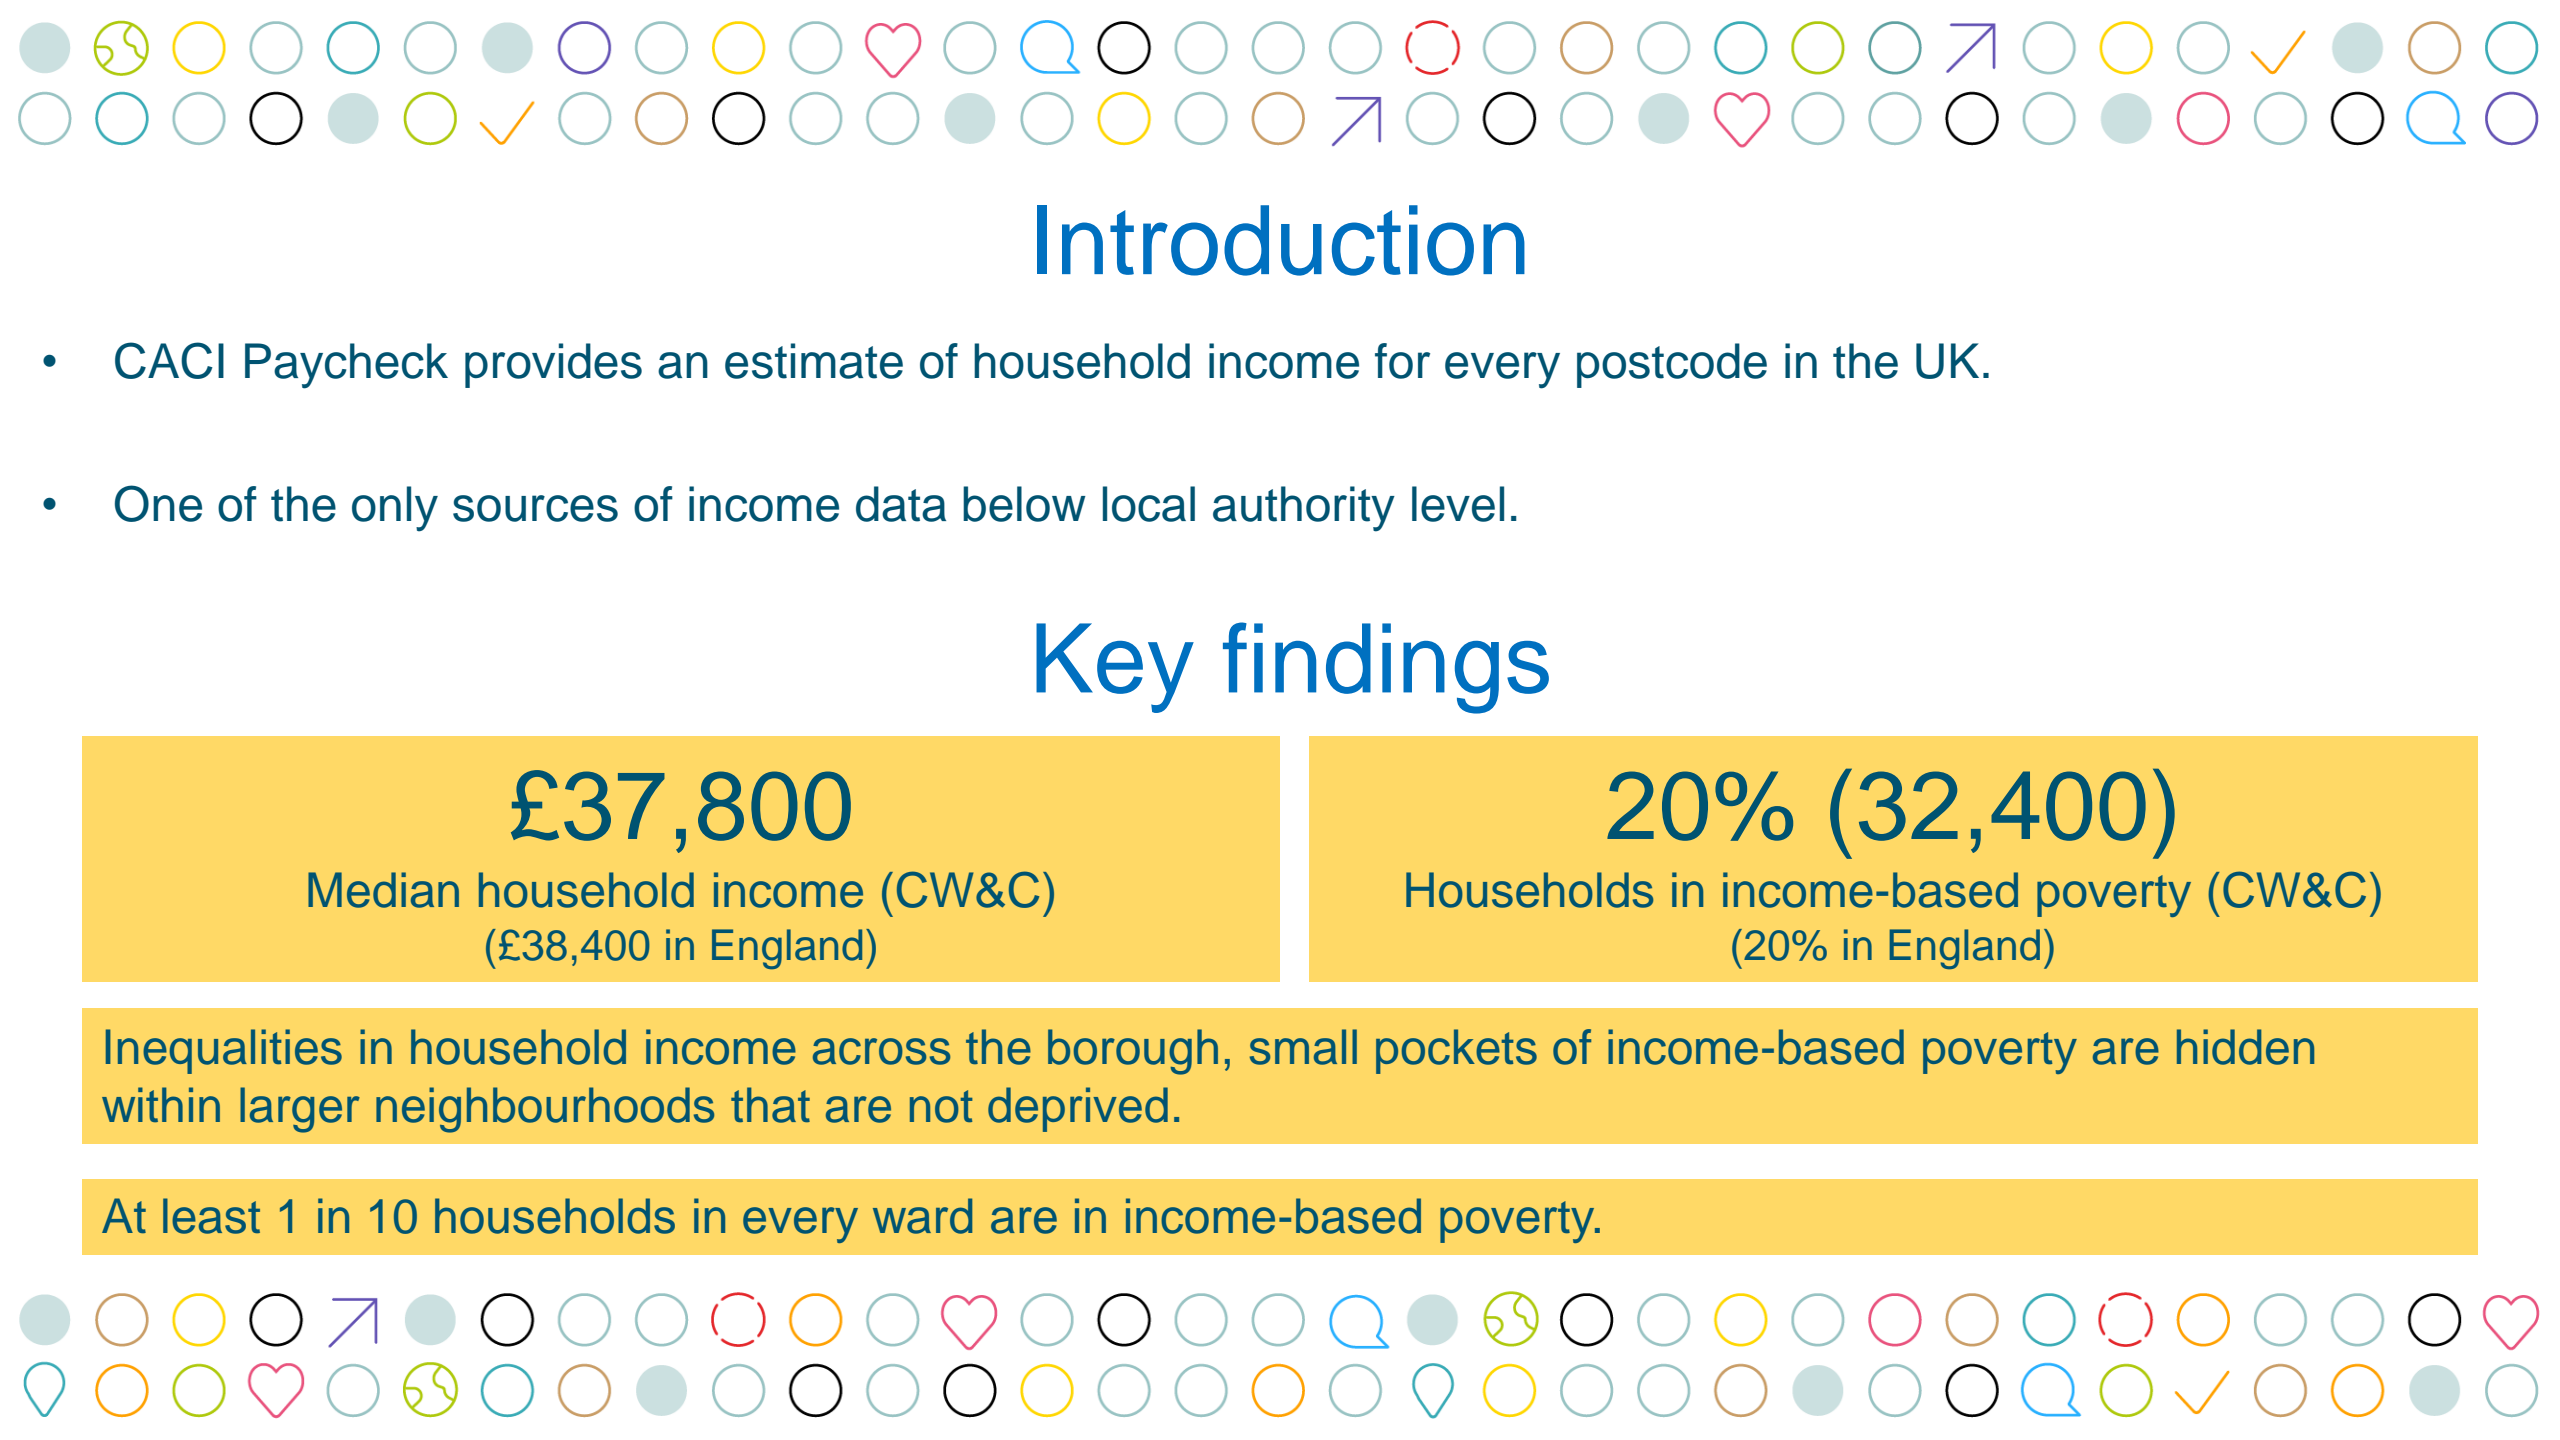 Introduction
• CACI Paycheck provides an estimate of household income for every postcode in the UK.
• One of the only sources of income data below local authority level.
Key findings
£37,800
Median household income (CW&C)
(£38,400 in England)
20% (32,400)
Households in income-based poverty (CW&C)
(20% in England)
Inequalities in household income across the borough, small pockets of income-based poverty are hidden
within larger neighbourhoods that are not deprived.
At least 1 in 10 households in every ward are in income-based poverty.